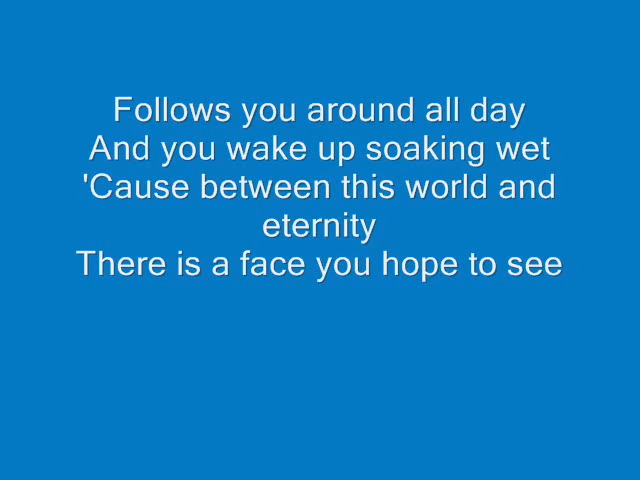 Follows you around all day
And you wake up soaking wet
'Cause between this world and
eternity
There is a face you hope to see